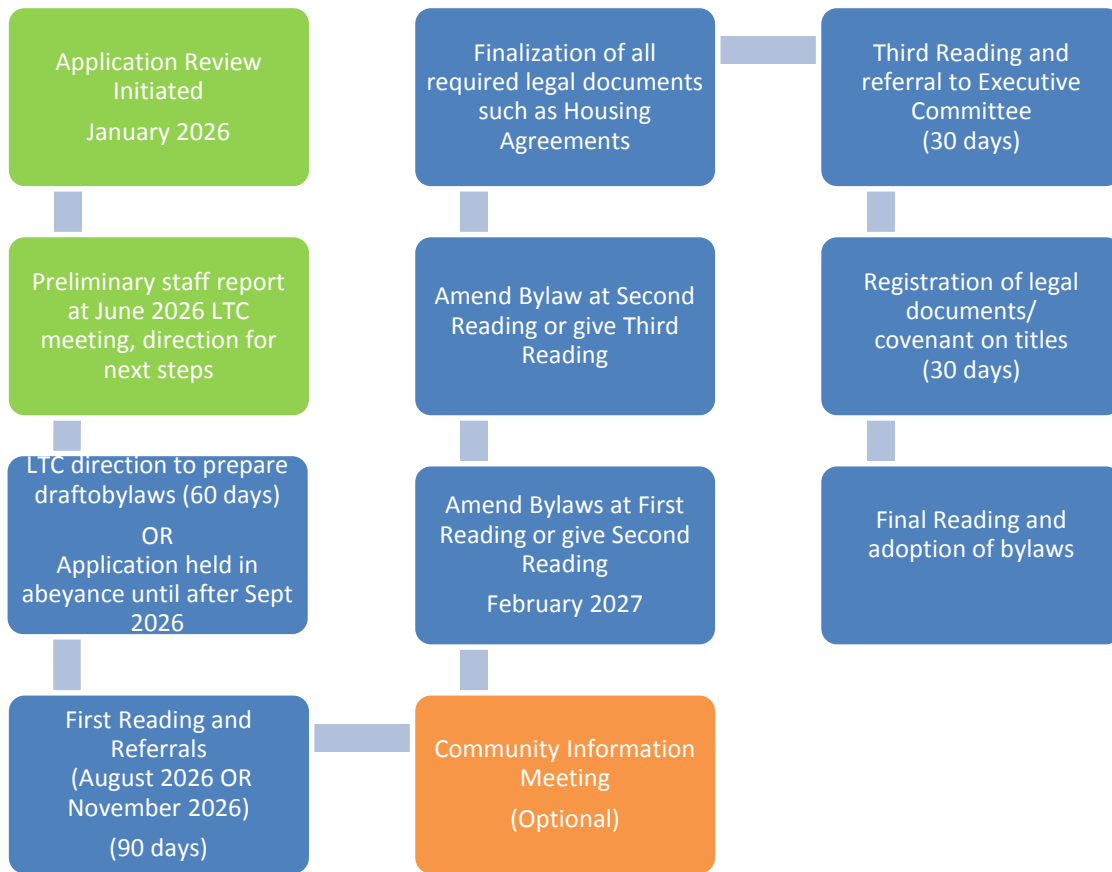 Application Review
Initiated
January 2026
Preliminary staff report
at June 2026 LTC
meeting, direction for
next steps
LTC direction to prepare
draftobylaws (60 days)
OR
Application held in
abeyance until after Sept
2026
First Reading and
Referrals
(August 2026 OR
November 2026)
(90 days)
Community Information
Meeting
(Optional)
Amend Bylaws at First
Reading or give Second
Reading
February 2027
Amend Bylaw at Second
Reading or give Third
Reading
Finalization of all
required legal documents
such as Housing
Agreements
Third Reading and
referral to Executive
Committee
(30 days)
Registration of legal
documents/
covenant on titles
(30 days)
Final Reading and
adoption of bylaws